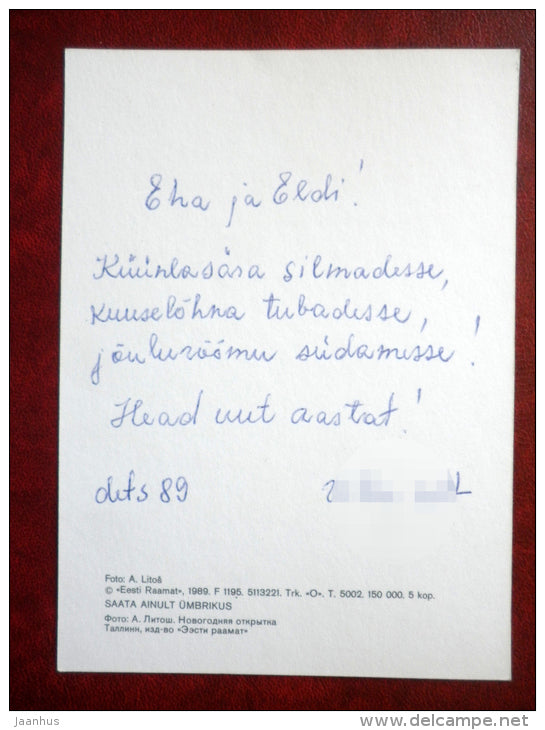 Eha ja Eldi!
Küünlasära silmadesse,
kuuselõhna tubadesse,
jõulurõõmu südamesse!
Head uut aastat!
dets 89
Foto: A. Litoš
© «Eesti Raamat», 1989. F 1195. 5113221. Trk. «O». T. 5002. 150 000. 5 kop.
SAATA AINULT ÜMBRIKUS
Фото: А. Литош. Новогодняя открытка
Таллинн, изд-во «Ээсти раамат»
jaanhus
www.delcampe.net